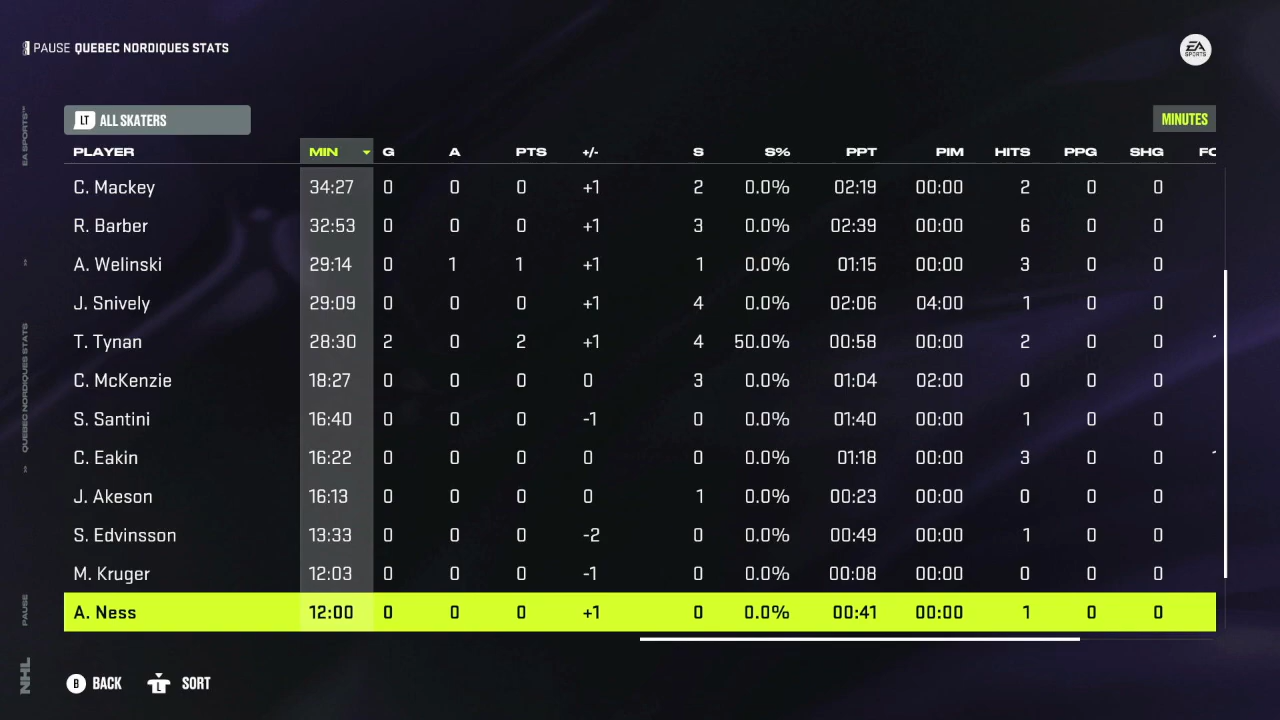 PAUSE QUEBEC NORDIQUES STATS
EA SPORTS
LT ALL SKATERS
MINUTES
PLAYER MIN G A PTS +/- S S% PPT PIM HITS PPG SHG FO
C. Mackey 34:27 0 0 0 +1 2 0.0% 02:19 00:00 2 0 0
R. Barber 32:53 0 0 0 +1 3 0.0% 02:39 00:00 6 0 0
A. Welinski 29:14 0 1 1 +1 1 0.0% 01:15 00:00 3 0 0
J. Snively 29:09 0 0 0 +1 4 0.0% 02:06 04:00 1 0 0
T. Tynan 28:30 2 0 2 +1 4 50.0% 00:58 00:00 2 0 0
C. McKenzie 18:27 0 0 0 0 3 0.0% 01:04 02:00 0 0 0
S. Santini 16:40 0 0 0 -1 0 0.0% 01:40 00:00 1 0 0
C. Eakin 16:22 0 0 0 0 0 0.0% 01:18 00:00 3 0 0
J. Akeson 16:13 0 0 0 0 1 0.0% 00:23 00:00 0 0 0
S. Edvinsson 13:33 0 0 0 -2 0 0.0% 00:49 00:00 1 0 0
M. Kruger 12:03 0 0 0 -1 0 0.0% 00:08 00:00 0 0 0
A. Ness 12:00 0 0 0 +1 0 0.0% 00:41 00:00 1 0 0
B BACK L SORT
NHL PAUSE » QUEBEC NORDIQUES STATS » EA SPORTS™